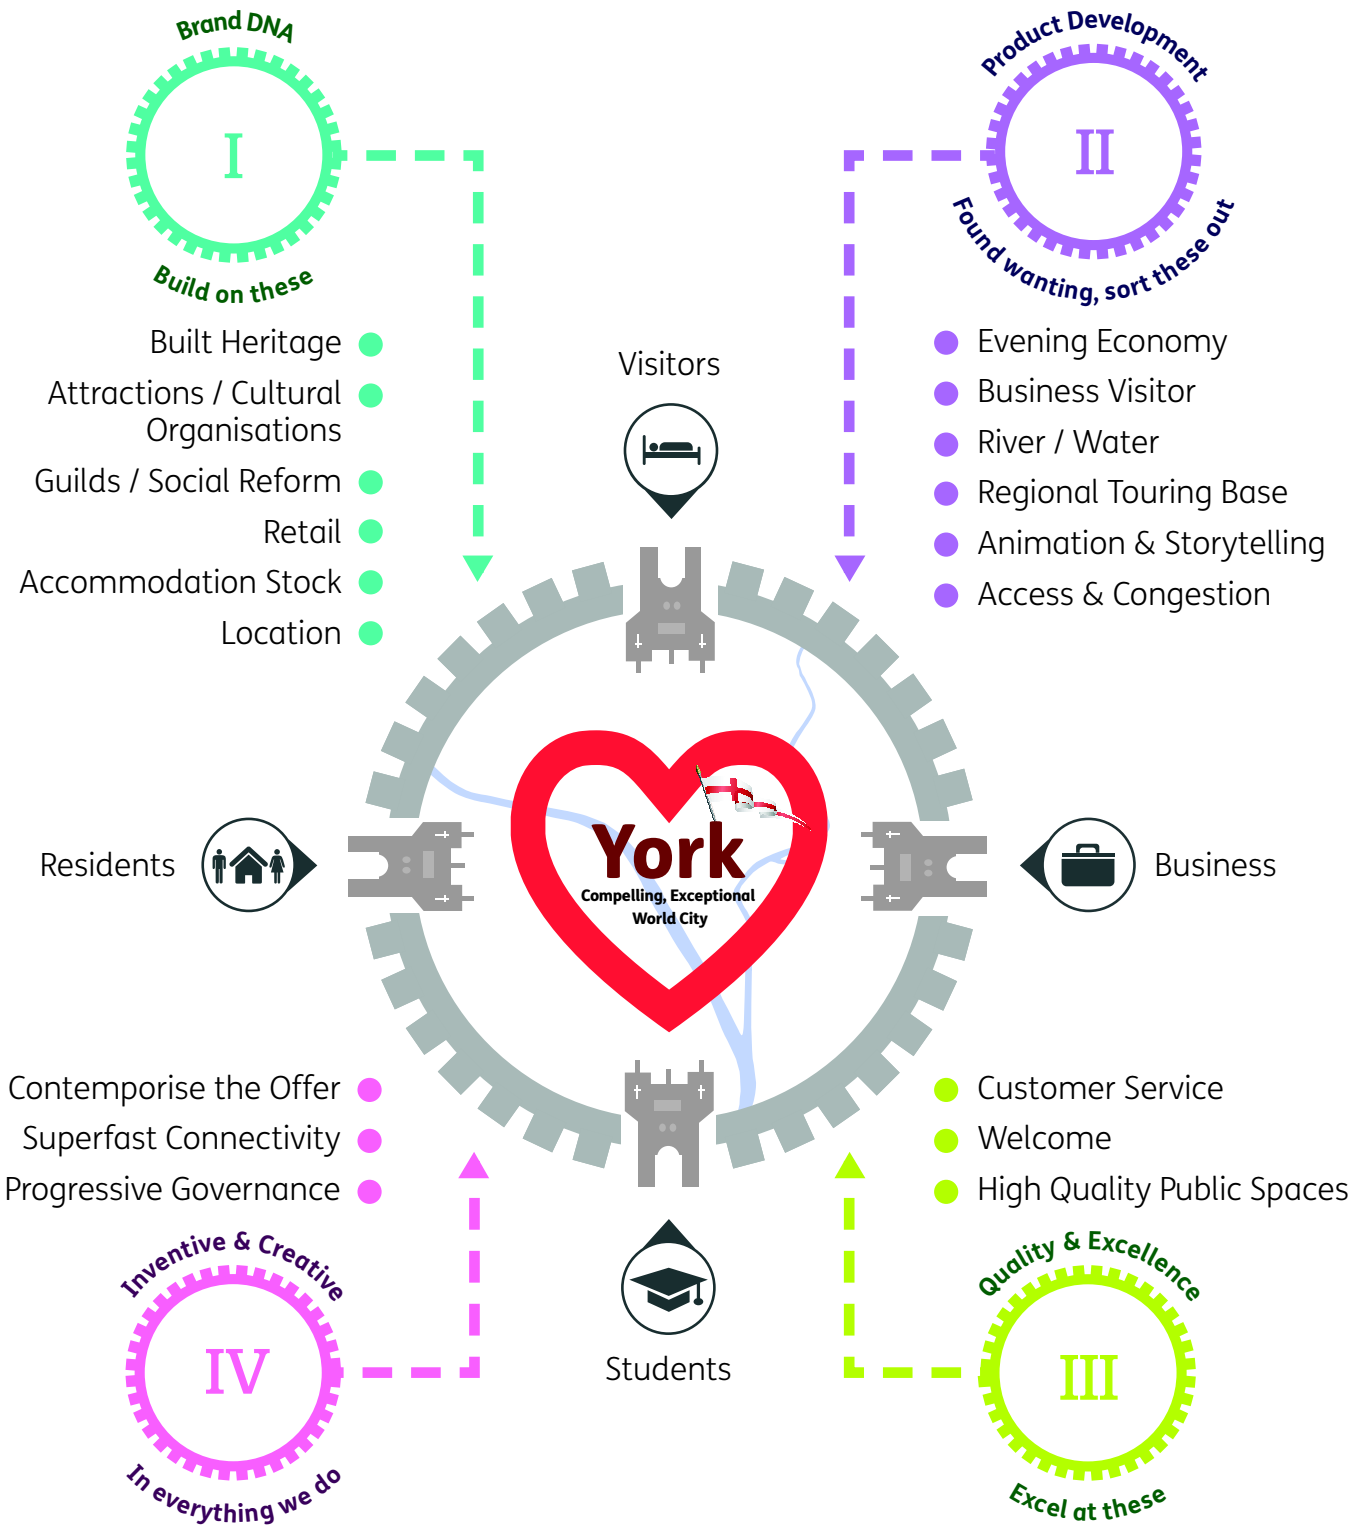 Brand DNA
I
Build on these
Built Heritage
Attractions / Cultural
Organisations
Guilds / Social Reform
Retail
Accommodation Stock
Location
Product Development
II
Found wanting, sort these out
Evening Economy
Business Visitor
River / Water
Regional Touring Base
Animation & Storytelling
Access & Congestion
Visitors
Residents
York
Compelling, Exceptional
World City
Business
Students
Contemporise the Offer
Superfast Connectivity
Progressive Governance
Inventive & Creative
IV
In everything we do
Customer Service
Welcome
High Quality Public Spaces
Quality & Excellence
III
Excel at these